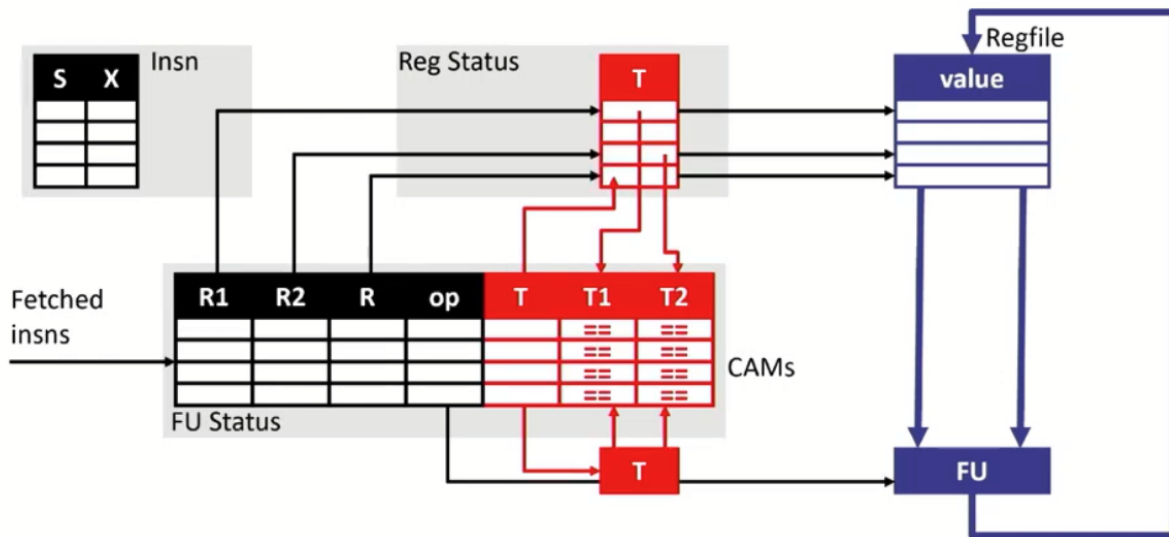 Insn
S X
Reg Status
T
Regfile
value
Fetched
insns
R1 R2 R op T T1 T2
== ==
== ==
== ==
== ==
CAMs
FU Status
T
FU